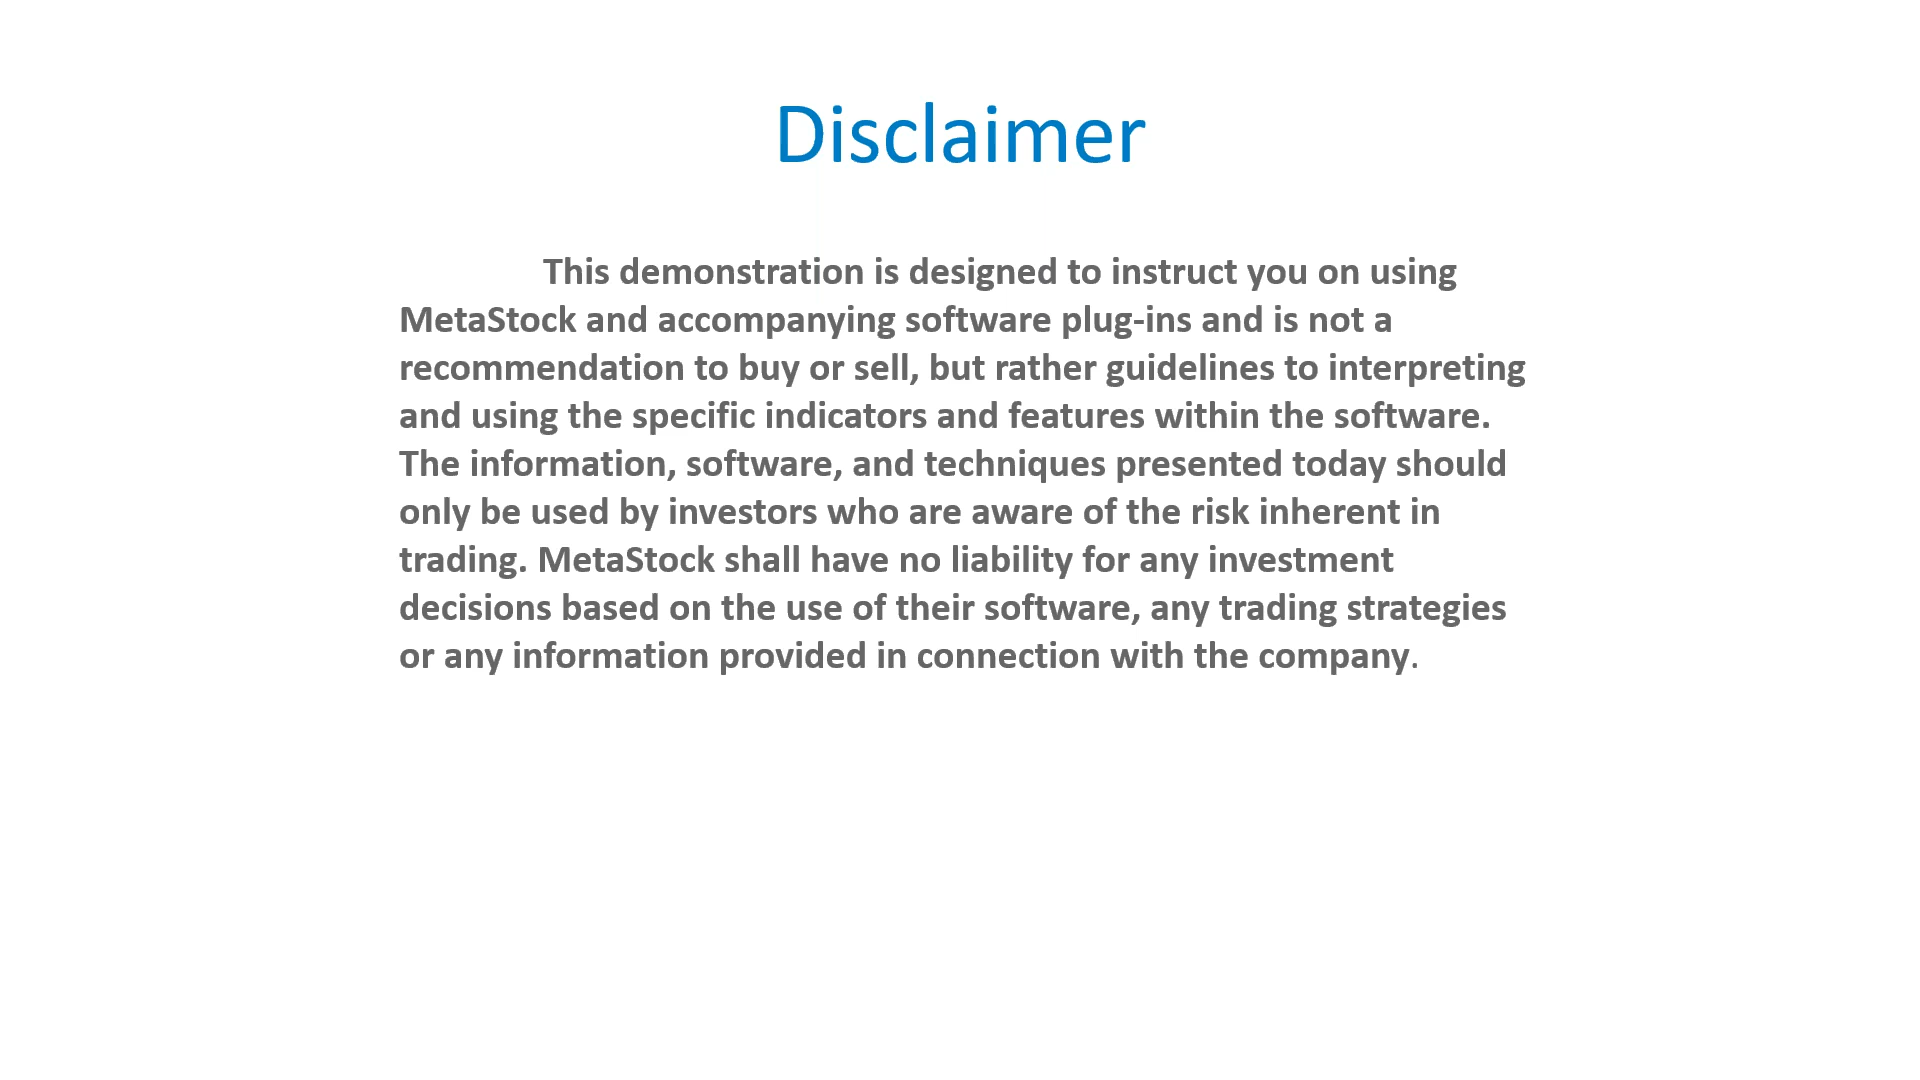 Disclaimer
This demonstration is designed to instruct you on using
MetaStock and accompanying software plug-ins and is not a
recommendation to buy or sell, but rather guidelines to interpreting
and using the specific indicators and features within the software.
The information, software, and techniques presented today should
only be used by investors who are aware of the risk inherent in
trading. MetaStock shall have no liability for any investment
decisions based on the use of their software, any trading strategies
or any information provided in connection with the company.